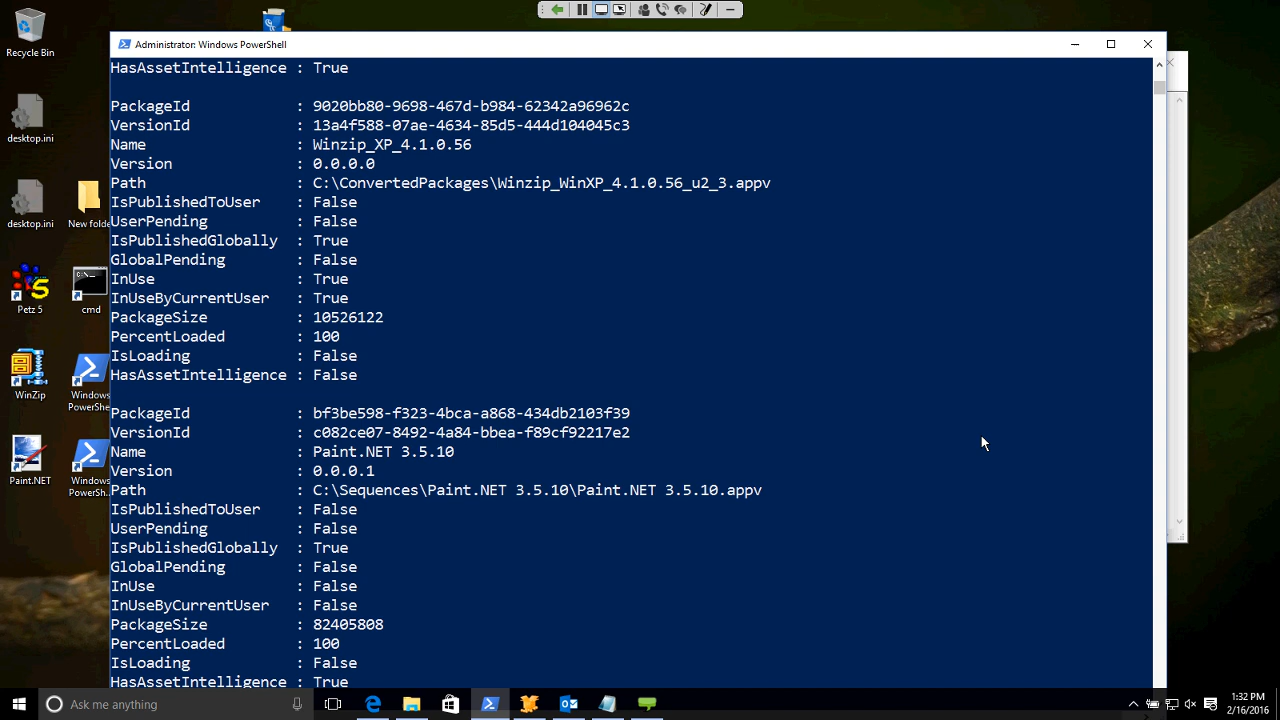 Recycle Bin
desktop.ini
desktop.ini
New folde
Petz 5
cmd
WinZip
Windows
PowerShe
Paint.NET
Windows
PowerSh...
Administrator: Windows PowerShell
HasAssetIntelligence : True
PackageId : 9020bb80-9698-467d-b984-62342a96962c
VersionId : 13a4f588-07ae-4634-85d5-444d104045c3
Name : Winzip_XP_4.1.0.56
Version : 0.0.0.0
Path : C:\ConvertedPackages\Winzip_WinXP_4.1.0.56_u2_3.appv
IsPublishedToUser : False
UserPending : False
IsPublishedGlobally : True
GlobalPending : False
InUse : True
InUseByCurrentUser : True
PackageSize : 10526122
PercentLoaded : 100
IsLoading : False
HasAssetIntelligence : False
PackageId : bf3be598-f323-4bca-a868-434db2103f39
VersionId : c082ce07-8492-4a84-bbea-f89cf92217e2
Name : Paint.NET 3.5.10
Version : 0.0.0.1
Path : C:\Sequences\Paint.NET 3.5.10\Paint.NET 3.5.10.appv
IsPublishedToUser : False
UserPending : False
IsPublishedGlobally : True
GlobalPending : False
InUse : False
InUseByCurrentUser : False
PackageSize : 82405808
PercentLoaded : 100
IsLoading : False
HasAssetIntelligence : True
Ask me anything
1:32 PM
2/16/2016